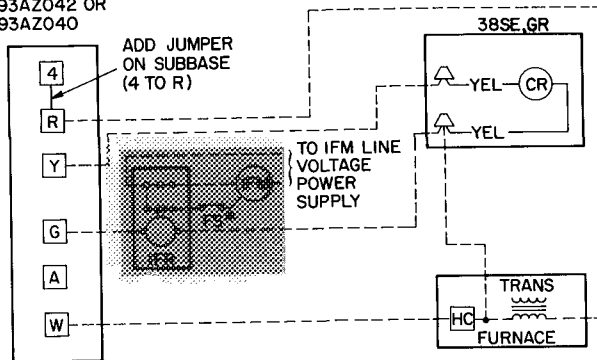 93AZ042 OR
93AZ040
ADD JUMPER
ON SUBBASE
(4 TO R)
38SE,GR
4
R
Y
G
A
W
YEL
CR
YEL
TO IFM LINE
VOLTAGE
POWER
SUPPLY
IFM
IFR
TRANS
HC
FURNACE